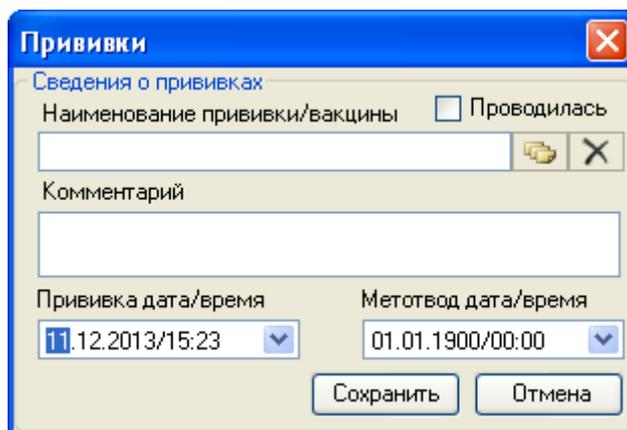 Прививки
Сведения о прививках
Наименование прививки/вакцины Проводилась
Комментарий
Прививка дата/время Метотвод дата/время
11.12.2013/15:23 01.01.1900/00:00
Сохранить Отмена